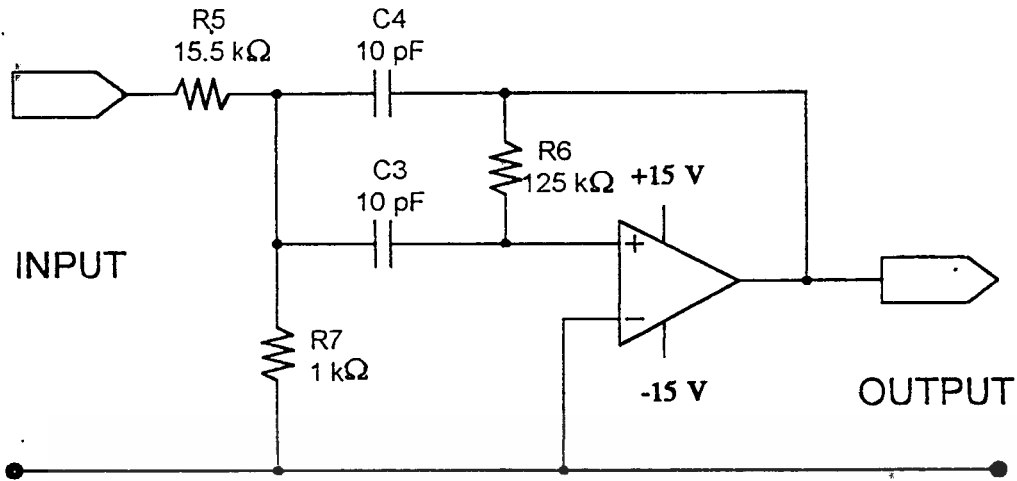 R5
15.5 kΩ
C4
10 pF
R6
125 kΩ
+15 V
C3
10 pF
INPUT
+
−
R7
1 kΩ
-15 V
OUTPUT